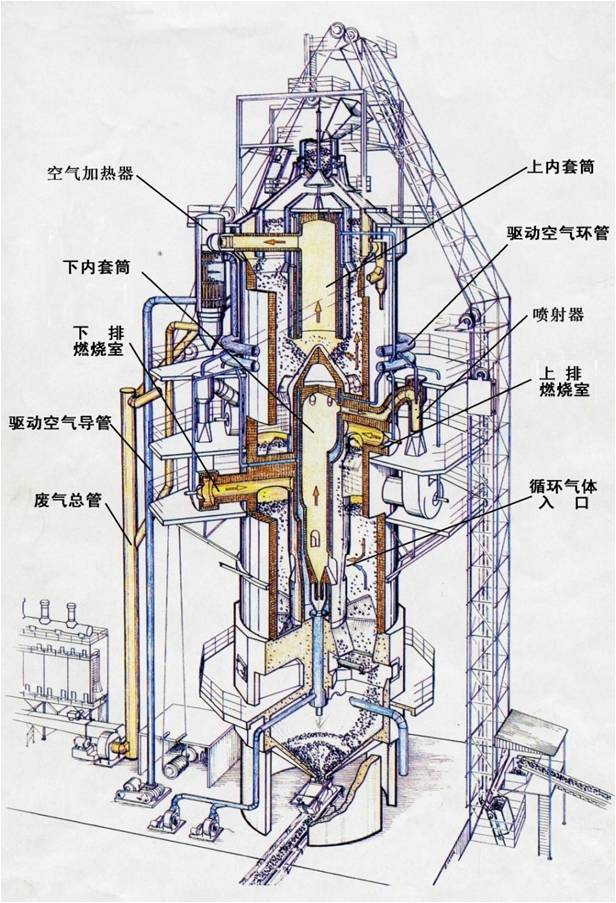 空气加热器
上内套筒
驱动空气环管
下内套筒
喷射器
下 排
燃烧室
上 排
燃烧室
驱动空气导管
循环气体
入 口
废气总管